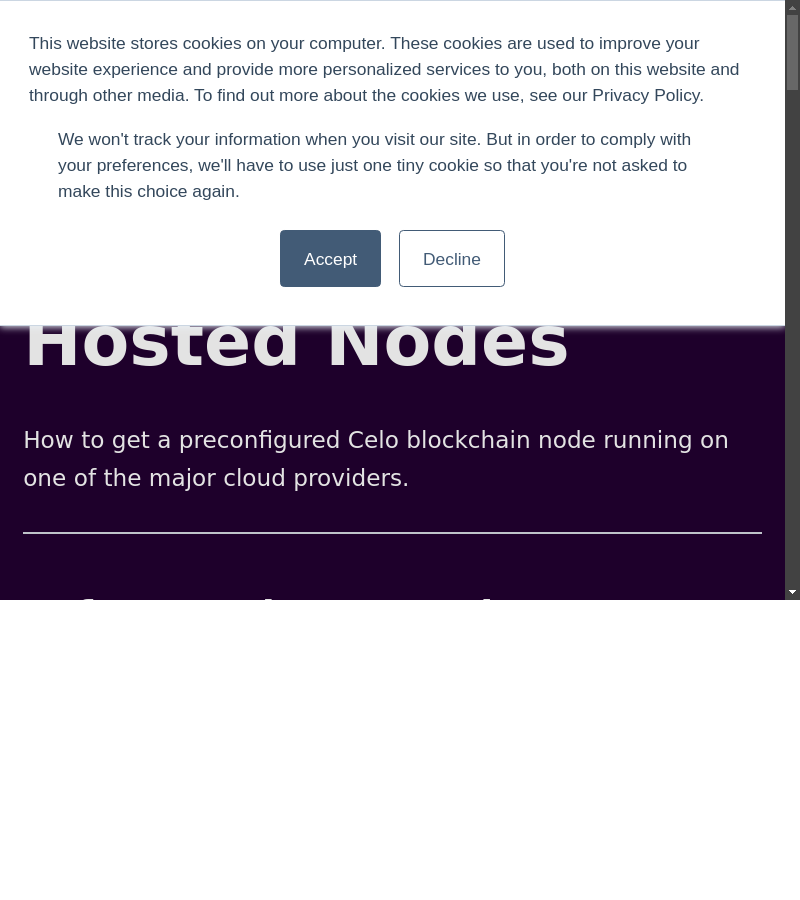 This website stores cookies on your computer. These cookies are used to improve your
website experience and provide more personalized services to you, both on this website and
through other media. To find out more about the cookies we use, see our Privacy Policy.
We won't track your information when you visit our site. But in order to comply with
your preferences, we'll have to use just one tiny cookie so that you're not asked to
make this choice again.
Accept
Decline
Hosted Nodes
How to get a preconfigured Celo blockchain node running on
one of the major cloud providers.